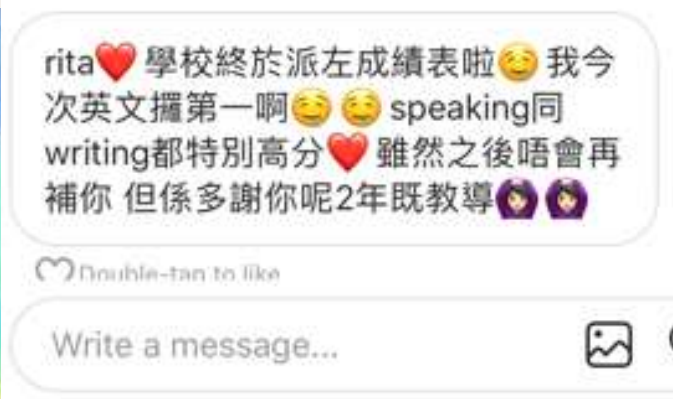 rita❤️ 學校終於派左成績表啦☺️ 我今
次英文攞第一啊☺️ ☺️ speaking同
writing都特別高分❤️ 雖然之後唔會再
補你 但係多謝你呢2年既教導🙆🏻‍♀️ 🙆🏻‍♀️
Double-tap to like
Write a message...